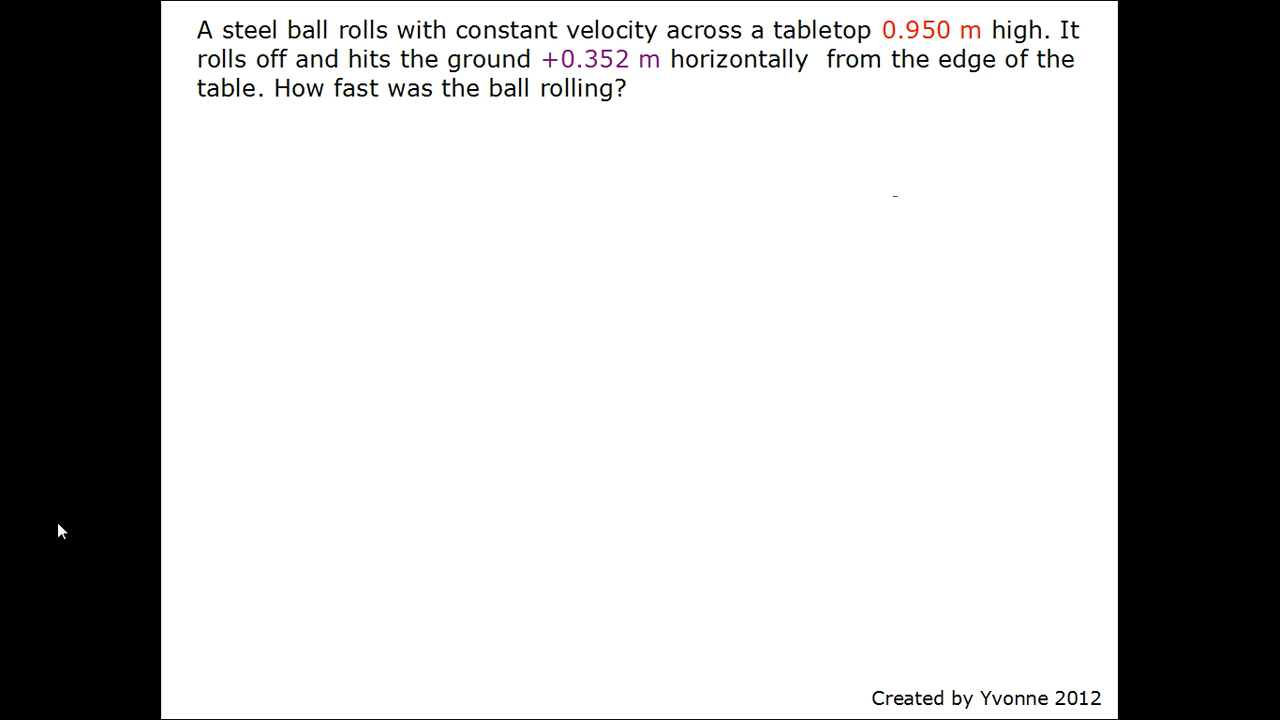 A steel ball rolls with constant velocity across a tabletop 0.950 m high. It
rolls off and hits the ground +0.352 m horizontally  from the edge of the
table. How fast was the ball rolling?
-
Created by Yvonne 2012